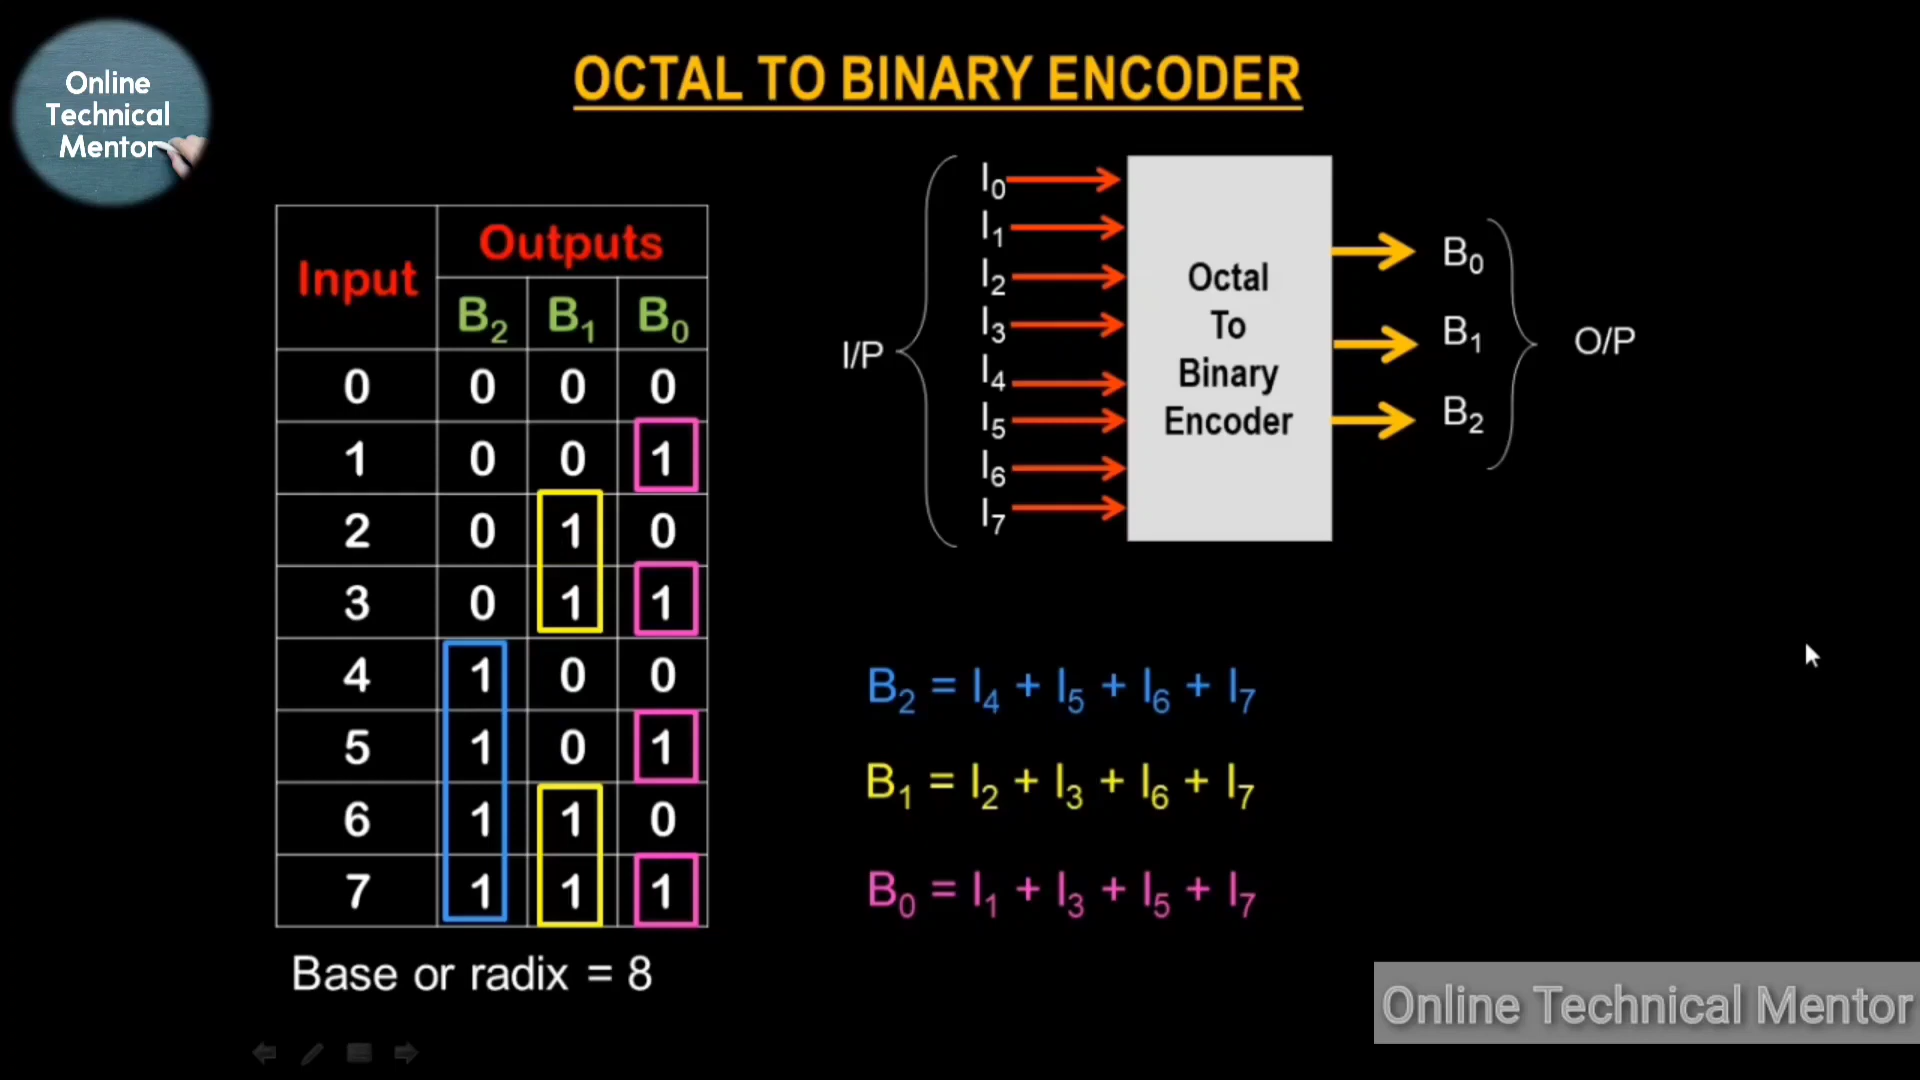 Online
Technical
Mentor
OCTAL TO BINARY ENCODER
Input Outputs
B₂ B₁ B₀
0 0 0 0
1 0 0 1
2 0 1 0
3 0 1 1
4 1 0 0
5 1 0 1
6 1 1 0
7 1 1 1
Base or radix = 8
I/P
I₀
I₁
I₂
I₃
I₄
I₅
I₆
I₇
Octal
To
Binary
Encoder
B₀
B₁
B₂
O/P
B₂ = I₄ + I₅ + I₆ + I₇
B₁ = I₂ + I₃ + I₆ + I₇
B₀ = I₁ + I₃ + I₅ + I₇
Online Technical Mentor